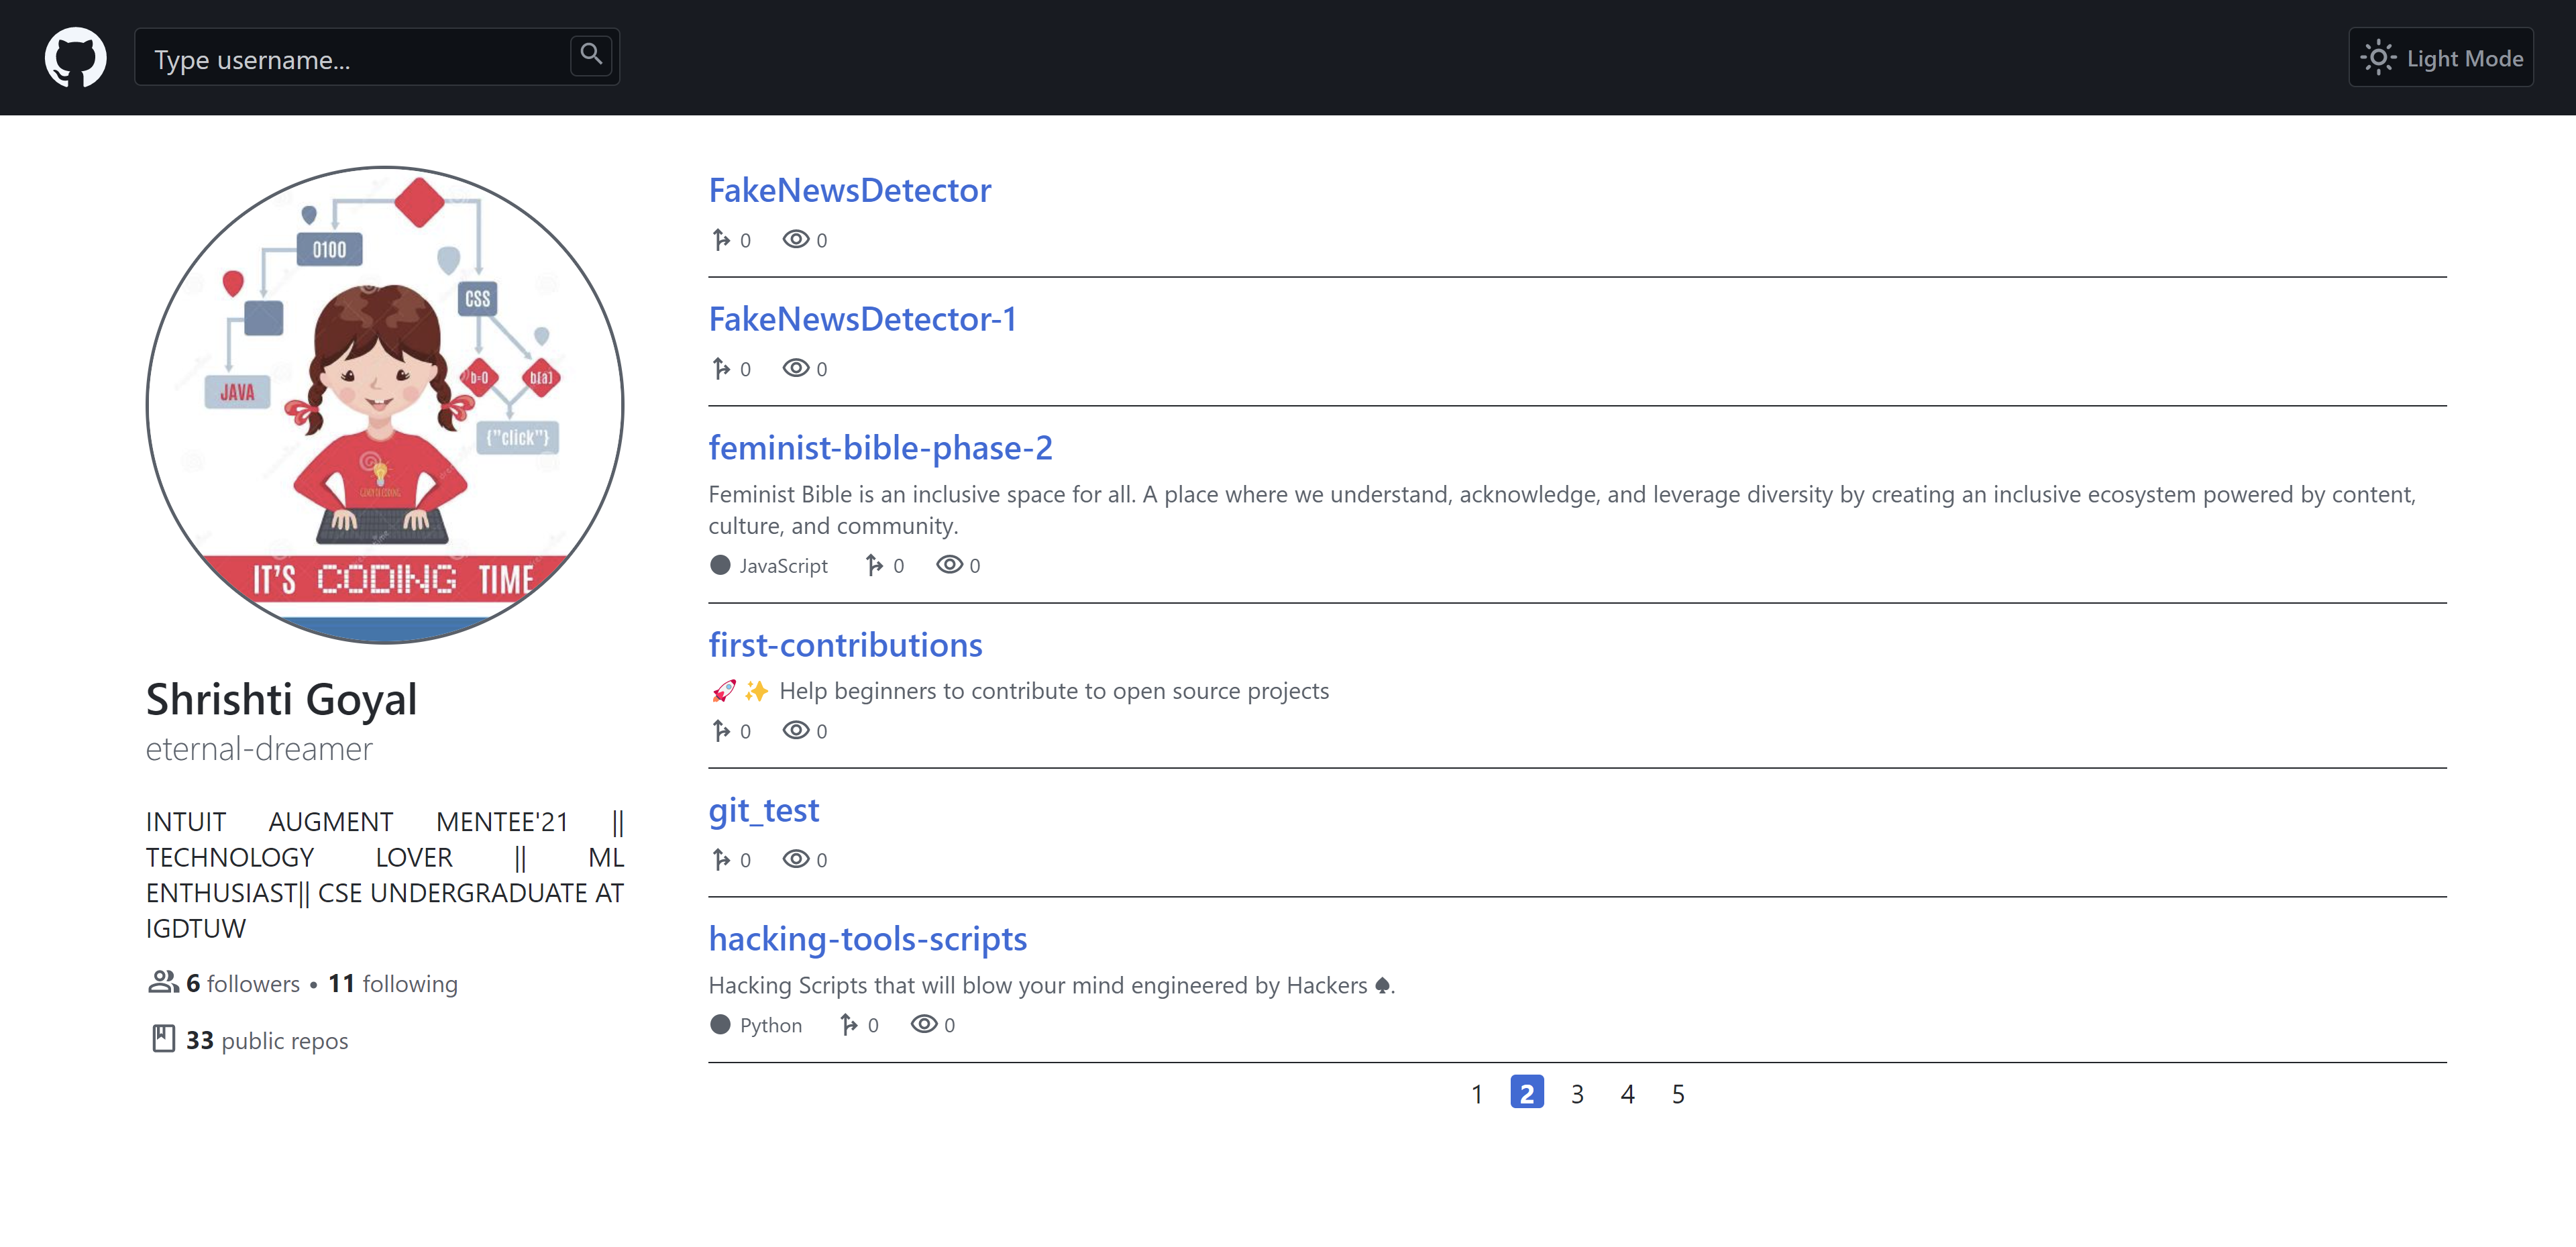 Type username...
Light Mode
0100
CSS
JAVA
b=0
b[a]
{"click"}
IT'S CODING TIME
Shrishti Goyal
eternal-dreamer
INTUIT AUGMENT MENTEE'21 ||
TECHNOLOGY LOVER || ML
ENTHUSIAST|| CSE UNDERGRADUATE AT
IGDTUW
6 followers • 11 following
33 public repos
FakeNewsDetector
0 0
FakeNewsDetector-1
0 0
feminist-bible-phase-2
Feminist Bible is an inclusive space for all. A place where we understand, acknowledge, and leverage diversity by creating an inclusive ecosystem powered by content,
culture, and community.
JavaScript 0 0
first-contributions
🚀✨ Help beginners to contribute to open source projects
0 0
git_test
0 0
hacking-tools-scripts
Hacking Scripts that will blow your mind engineered by Hackers ♠.
Python 0 0
1 2 3 4 5